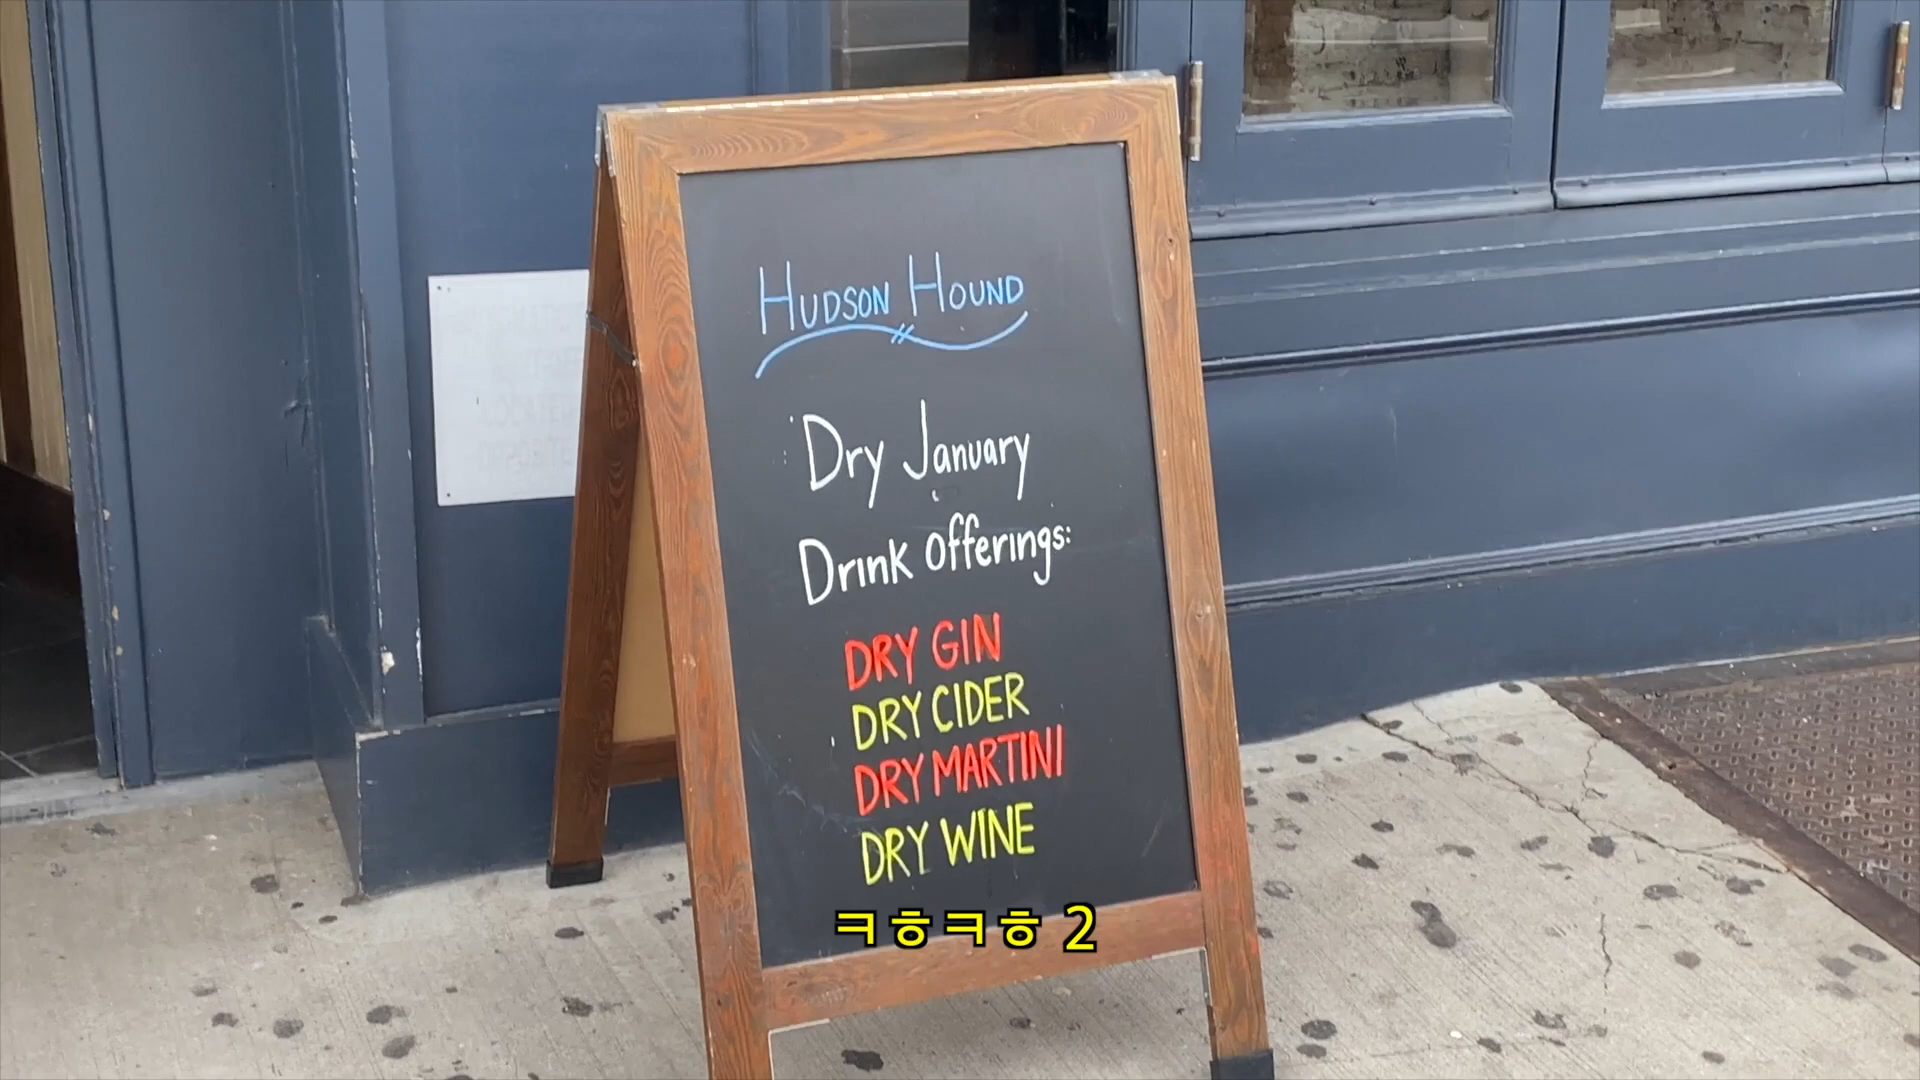 HUDSON HOUND
Dry January
Drink Offerings:
DRY GIN
DRY CIDER
DRY MARTINI
DRY WINE
ㅋㅎㅋㅎ 2